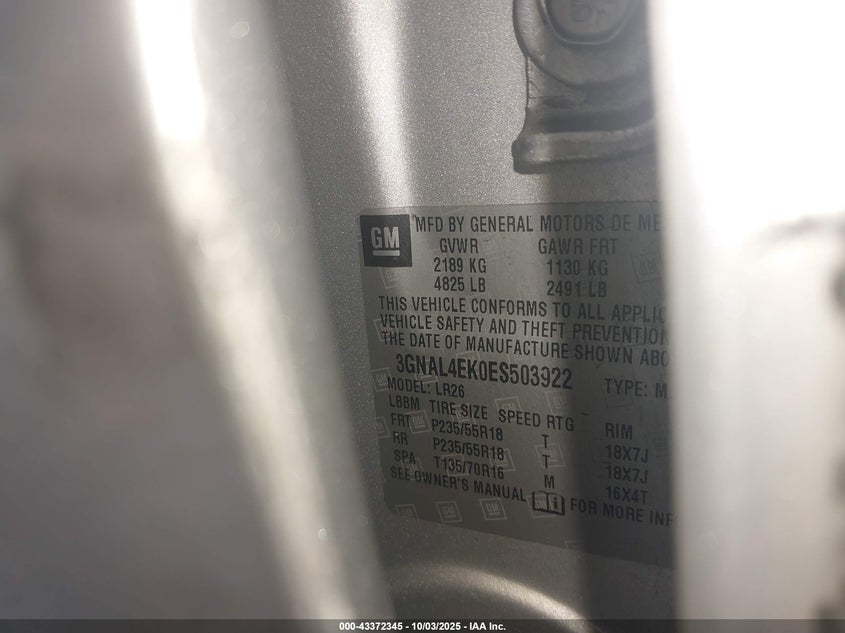 GM
MFD BY GENERAL MOTORS DE ME
GVWR GAWR FRT
2189 KG 1130 KG
4825 LB 2491 LB
THIS VEHICLE CONFORMS TO ALL APPLIC
VEHICLE SAFETY AND THEFT PREVENTION
THE DATE OF MANUFACTURE SHOWN ABO
3GNAL4EK0ES503922 TYPE: M
MODEL: LR26
LBBM TIRE SIZE SPEED RTG RIM
FRT P235/55R18 T 18X7J
RR P235/55R18 T 18X7J
SPA T135/70R16 M 16X4T
SEE OWNER'S MANUAL i FOR MORE INF
000-43372345 - 10/03/2025 - IAA Inc.